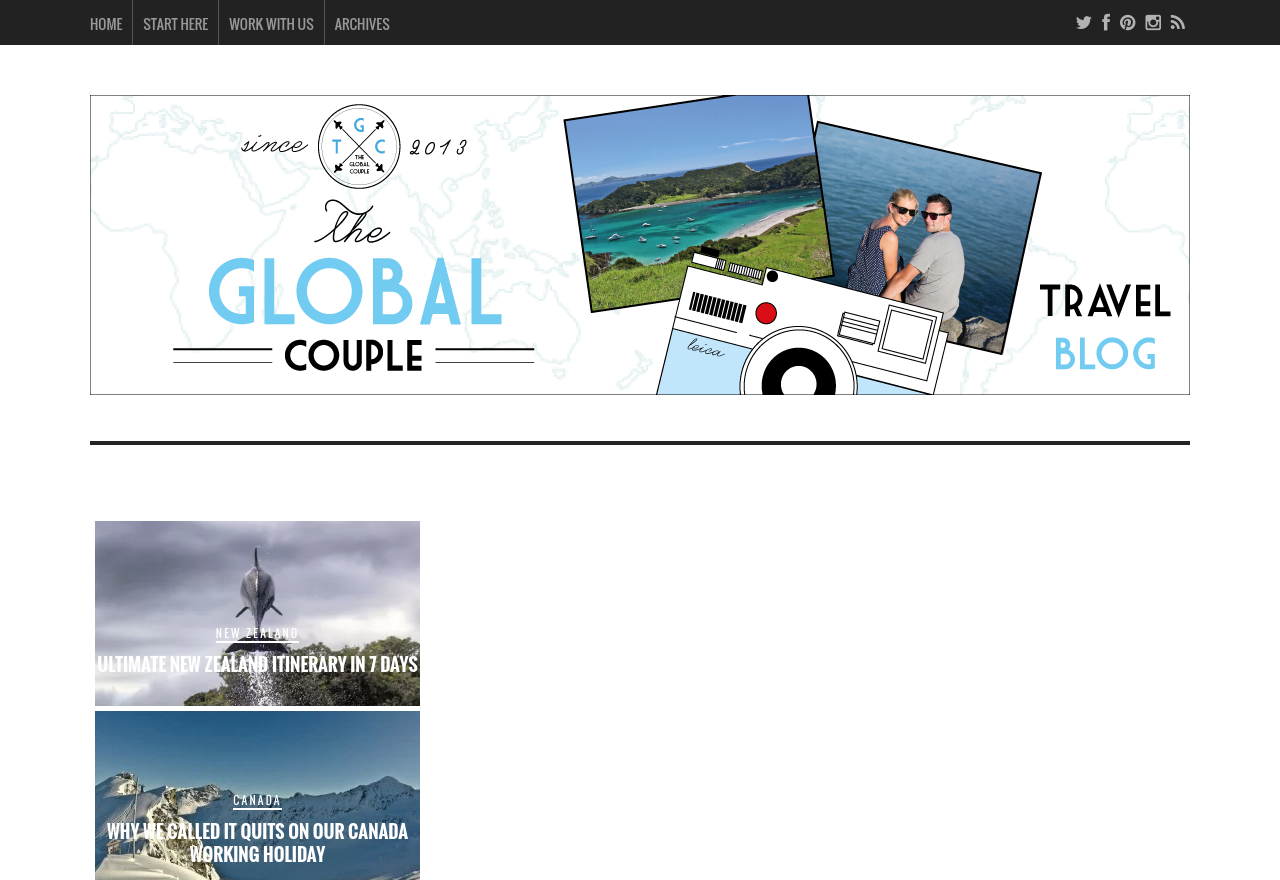 HOME START HERE WORK WITH US ARCHIVES
since 2013
G
T C
THE
GLOBAL
COUPLE
The
GLOBAL
COUPLE
leica
TRAVEL
BLOG
NEW ZEALAND
ULTIMATE NEW ZEALAND ITINERARY IN 7 DAYS
CANADA
WHY WE CALLED IT QUITS ON OUR CANADA
WORKING HOLIDAY